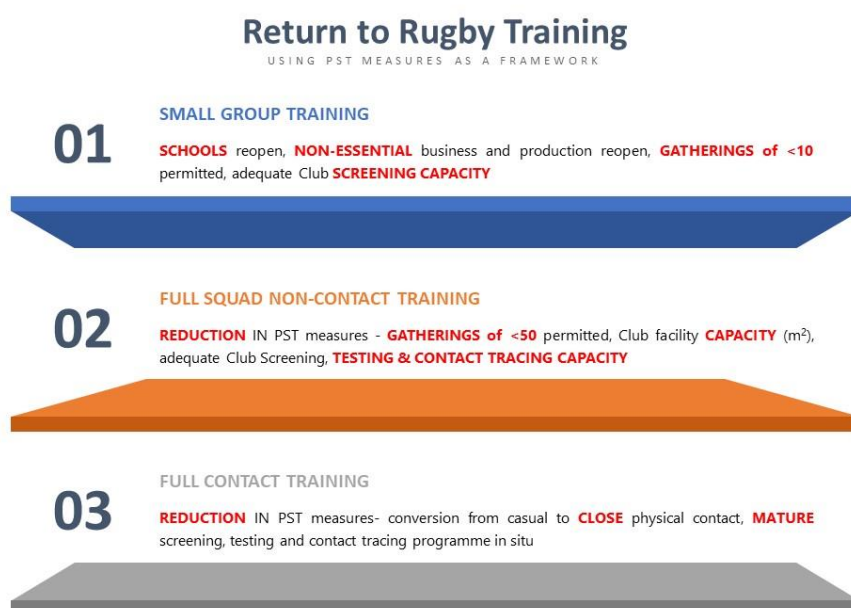 Return to Rugby Training
USING PST MEASURES AS A FRAMEWORK
01
SMALL GROUP TRAINING
SCHOOLS reopen, NON-ESSENTIAL business and production reopen, GATHERINGS of <10
permitted, adequate Club SCREENING CAPACITY
02
FULL SQUAD NON-CONTACT TRAINING
REDUCTION IN PST measures - GATHERINGS of <50 permitted, Club facility CAPACITY (m²),
adequate Club Screening, TESTING & CONTACT TRACING CAPACITY
03
FULL CONTACT TRAINING
REDUCTION IN PST measures- conversion from casual to CLOSE physical contact, MATURE
screening, testing and contact tracing programme in situ